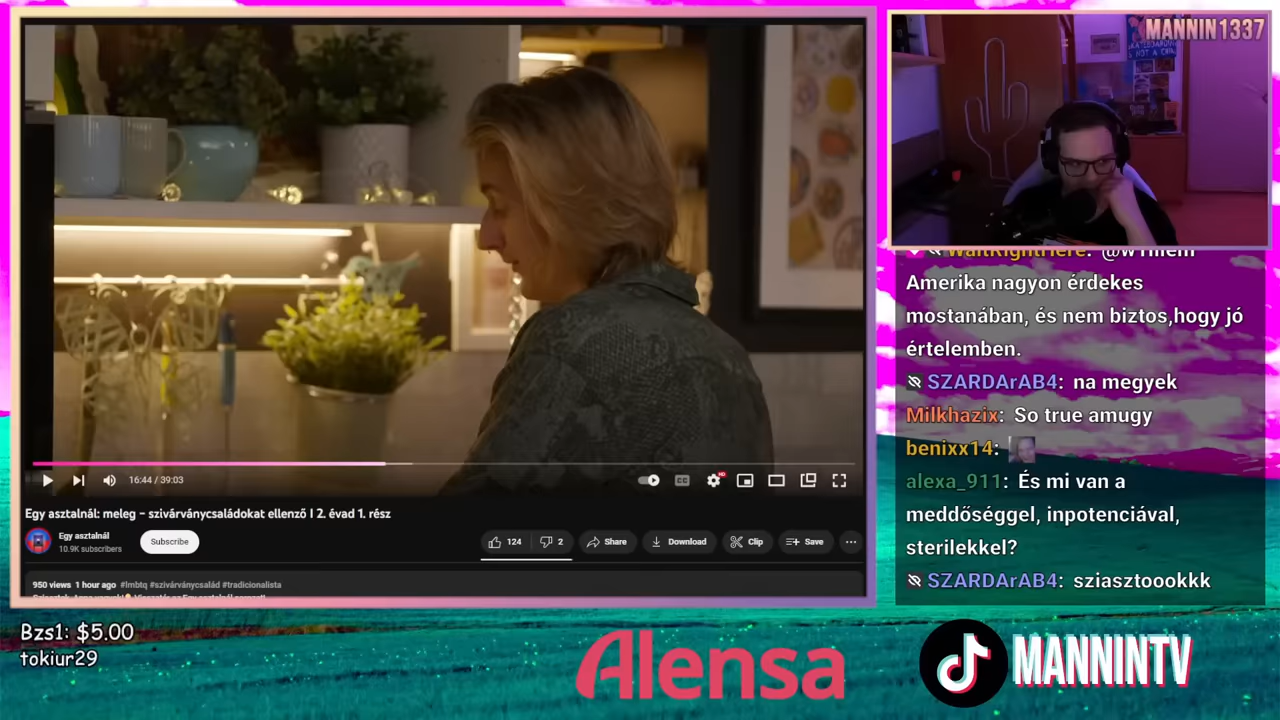 MANNIN1337
WaitRightHere:
Amerika nagyon érdekes
mostanában, és nem biztos,hogy jó
értelemben.
SZARDArAB4: na megyek
Milkhazix: So true amugy
benixx14:
alexa_911: És mi van a
meddőséggel, inpotenciával,
sterilekkel?
SZARDArAB4: sziasztoookkk
16:44 / 39:03
Egy asztalnál: meleg - szivárványcsaládokat ellenző I 2. évad 1. rész
Egy asztalnál
10.9K subscribers
Subscribe
124
2
Share
Download
Clip
Save
950 views 1 hour ago #lmbtq #szivárványcsalád #tradicionalista
Bzs1: $5.00
tokiur29
Alensa
MANNINTV